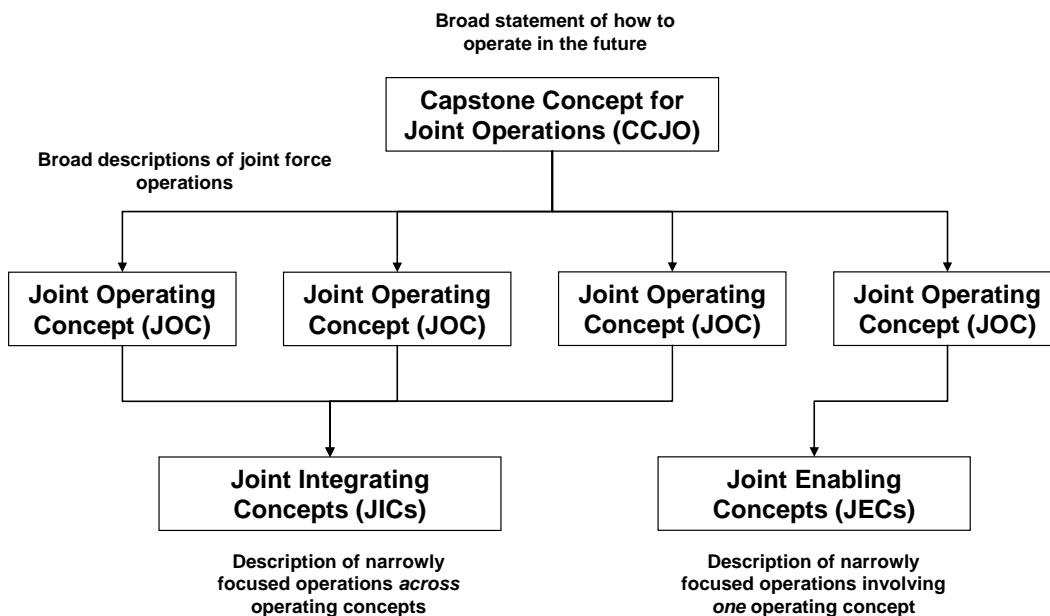 Broad statement of how to
operate in the future
Capstone Concept for
Joint Operations (CCJO)
Broad descriptions of joint force
operations
Joint Operating
Concept (JOC)
Joint Operating
Concept (JOC)
Joint Operating
Concept (JOC)
Joint Operating
Concept (JOC)
Joint Integrating
Concepts (JICs)
Joint Enabling
Concepts (JECs)
Description of narrowly
focused operations across
operating concepts
Description of narrowly
focused operations involving
one operating concept